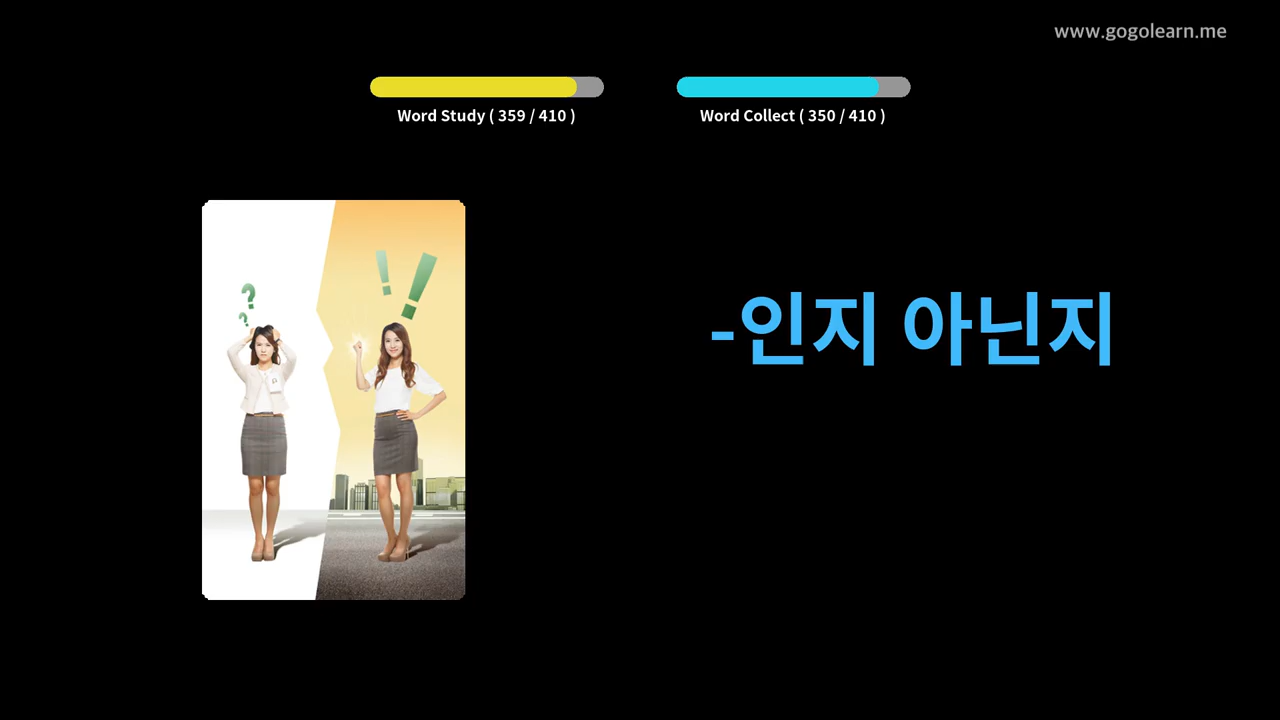 www.gogolearn.me
Word Study ( 359 / 410 )
Word Collect ( 350 / 410 )
? ?
! !
-인지 아닌지